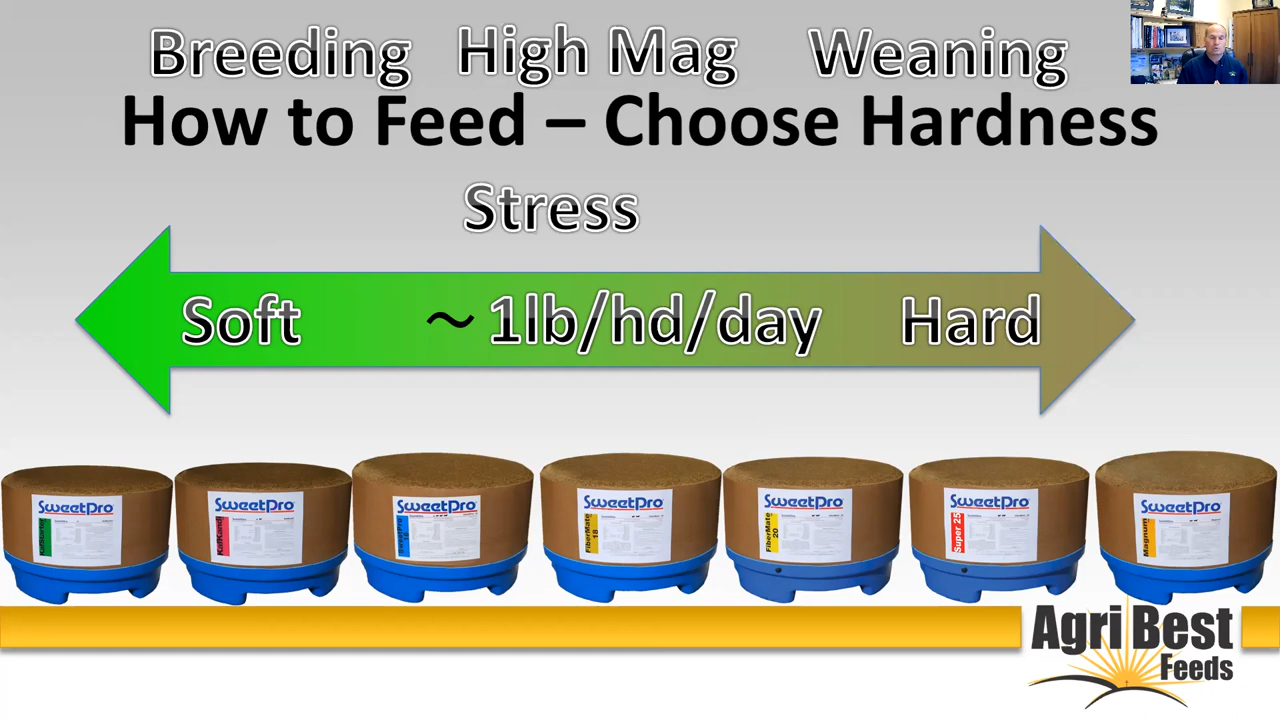 Breeding High Mag Weaning
How to Feed – Choose Hardness
Stress
Soft ~ 1lb/hd/day Hard
SweetPro SweetPro SweetPro SweetPro SweetPro SweetPro SweetPro
FiberMate 18
FiberMate 20
Super 25
Magnum
Agri Best
Feeds